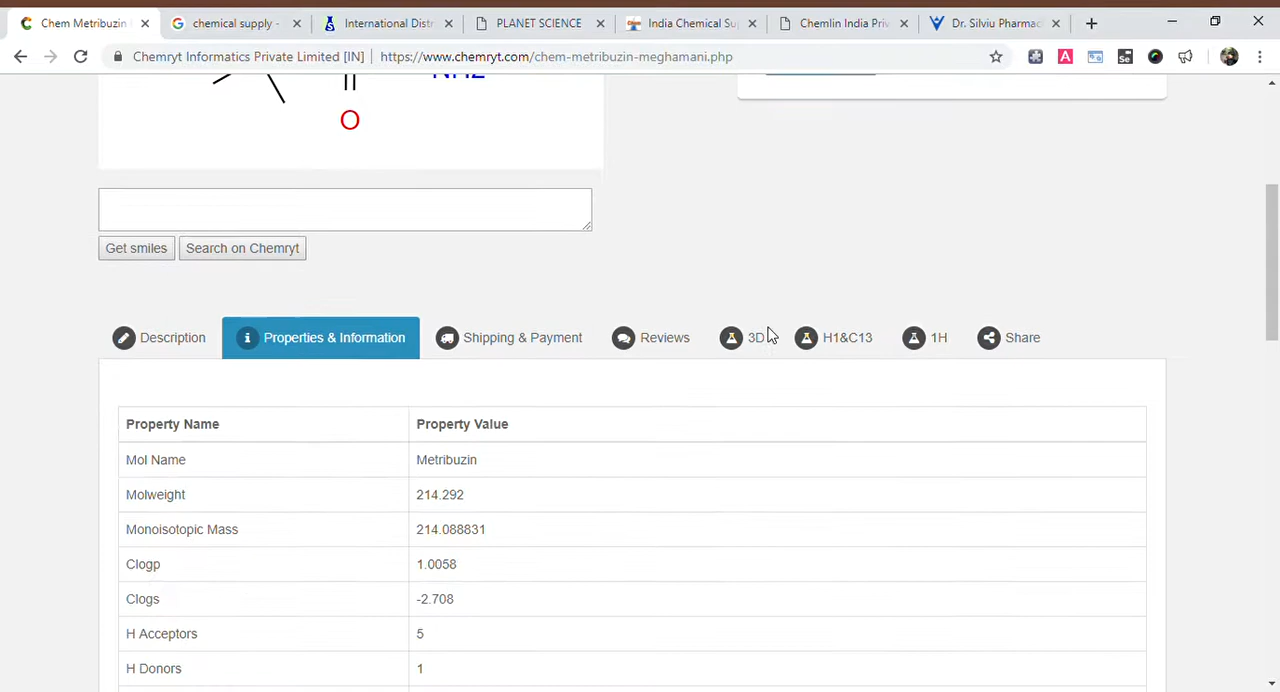 Chem Metribuzin
chemical supply -
International Distr
PLANET SCIENCE
India Chemical Su
Chemlin India Priv
Dr. Silviu Pharmac
Chemryt Informatics Private Limited [IN] | https://www.chemryt.com/chem-metribuzin-meghamani.php
NH2
O
Get smiles
Search on Chemryt
Description
Properties & Information
Shipping & Payment
Reviews
3D
H1&C13
1H
Share
Property Name Property Value
Mol Name Metribuzin
Molweight 214.292
Monoisotopic Mass 214.088831
Clogp 1.0058
Clogs -2.708
H Acceptors 5
H Donors 1